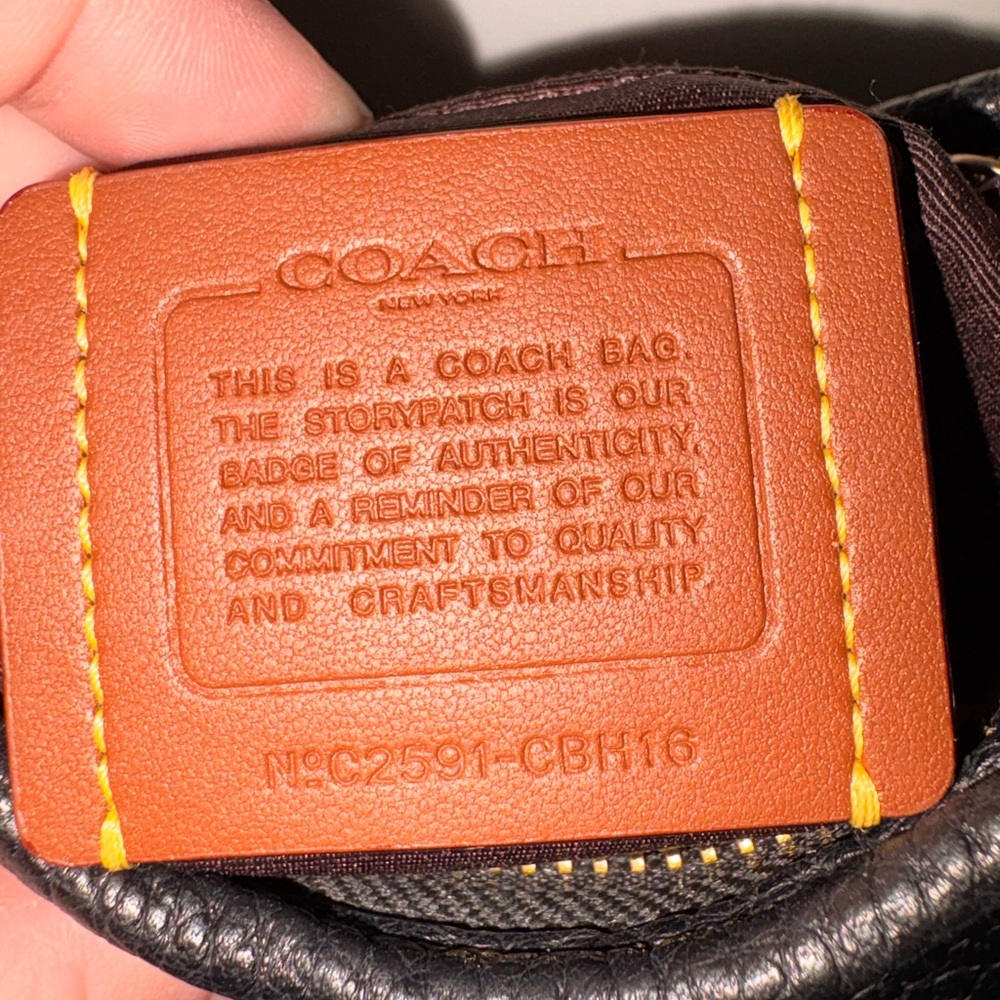 COACH
NEW YORK
THIS IS A COACH BAG.
THE STORYPATCH IS OUR
BADGE OF AUTHENTICITY,
AND A REMINDER OF OUR
COMMITMENT TO QUALITY
AND CRAFTSMANSHIP.
NºC2591-CBH16